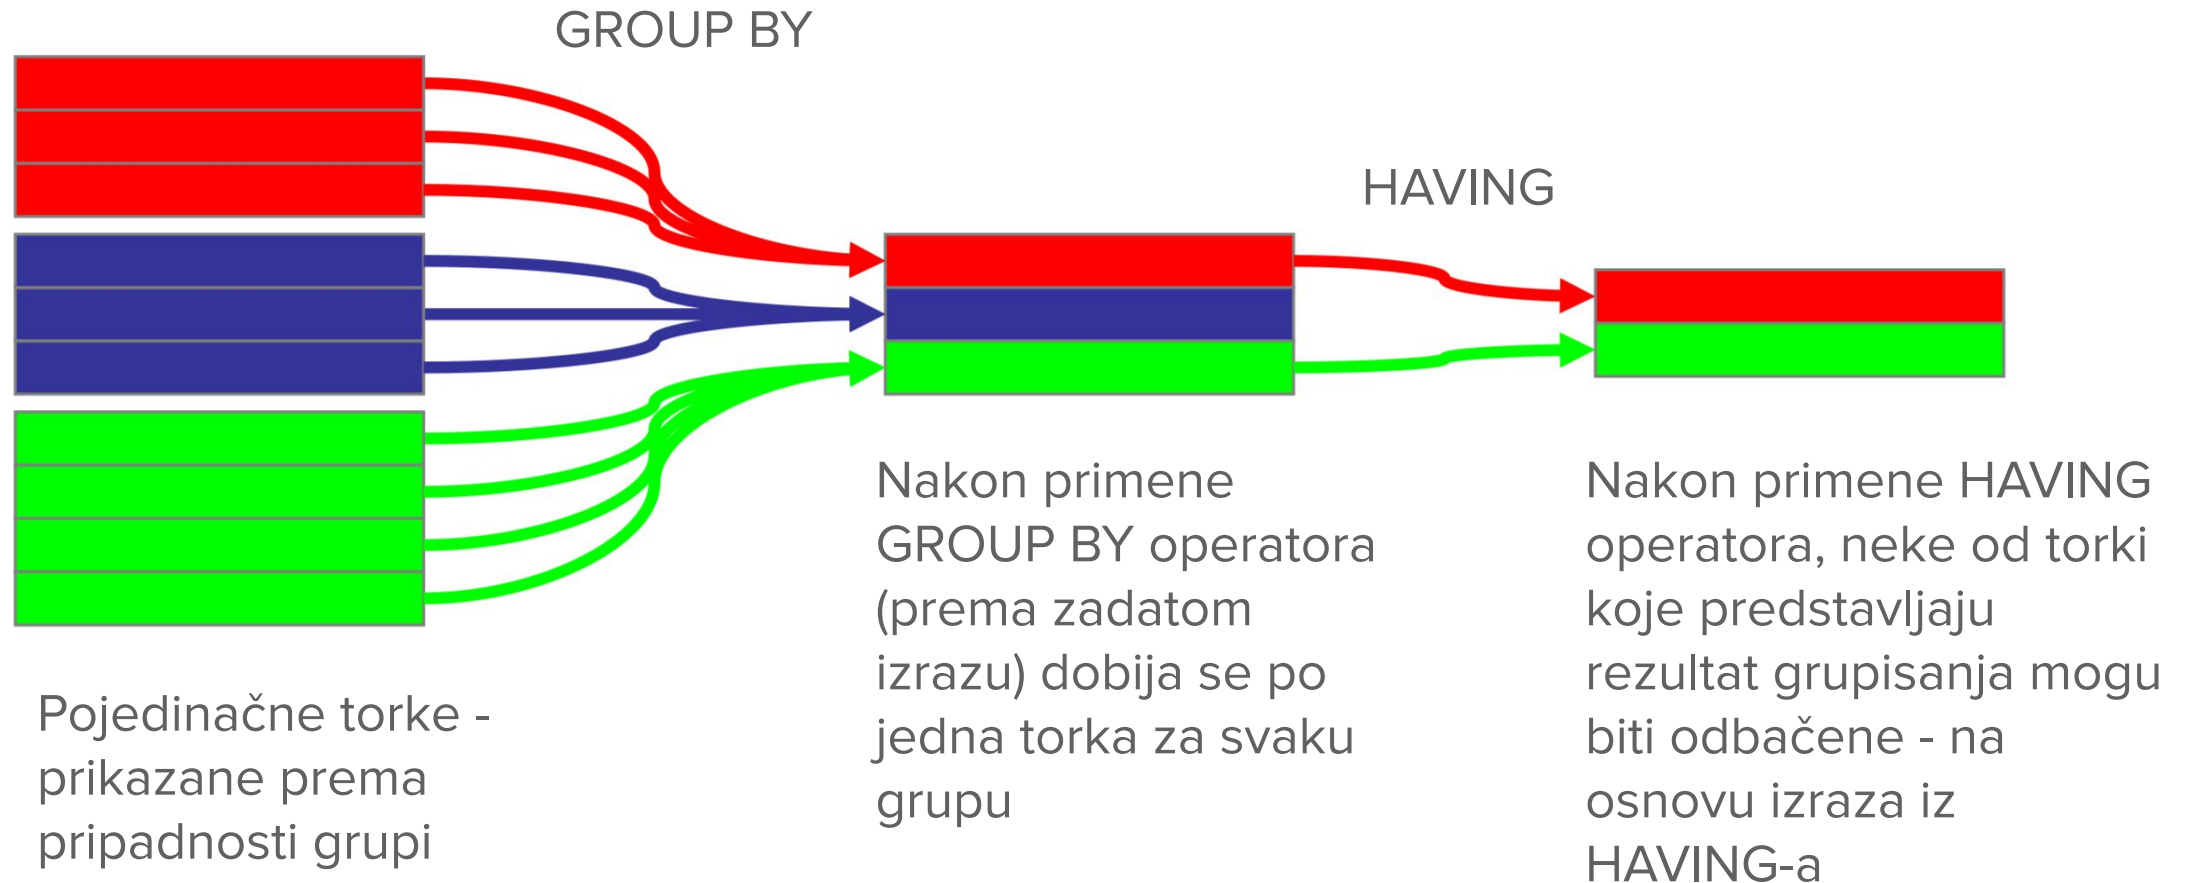 GROUP BY
HAVING
Pojedinačne torke -
prikazane prema
pripadnosti grupi
Nakon primene
GROUP BY operatora
(prema zadatom
izrazu) dobija se po
jedna torka za svaku
grupu
Nakon primene HAVING
operatora, neke od torki
koje predstavljaju
rezultat grupisanja mogu
biti odbačene - na
osnovu izraza iz
HAVING-a